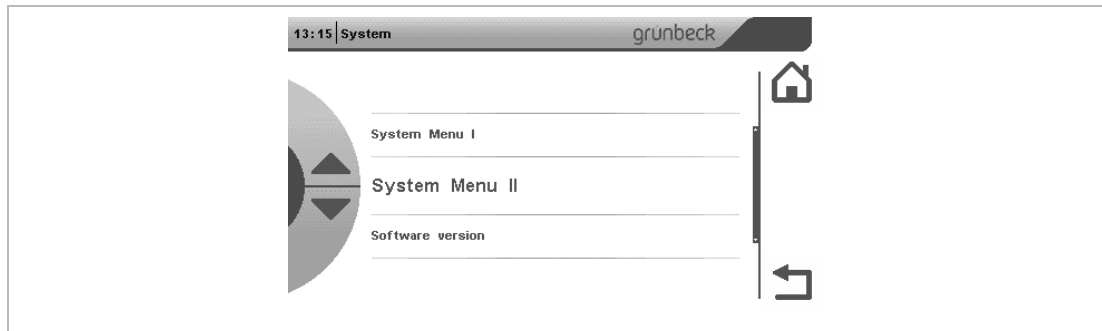 13:15 System grünbeck
System Menu I
System Menu II
Software version